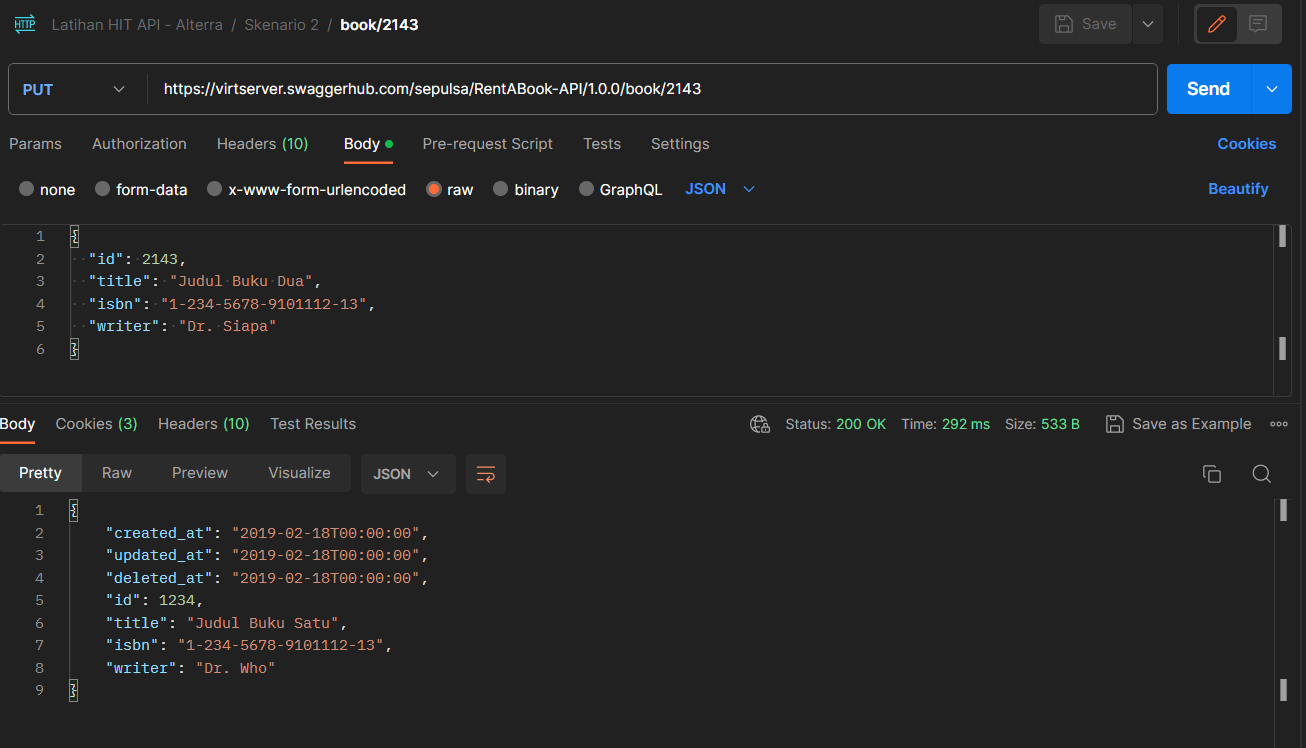 HTTP Latihan HIT API - Alterra / Skenario 2 / book/2143 Save
PUT https://virtserver.swaggerhub.com/sepulsa/RentABook-API/1.0.0/book/2143 Send
Params Authorization Headers (10) Body Pre-request Script Tests Settings Cookies
none form-data x-www-form-urlencoded raw binary GraphQL JSON Beautify
1 {
2 "id": 2143,
3 "title": "Judul Buku Dua",
4 "isbn": "1-234-5678-9101112-13",
5 "writer": "Dr. Siapa"
6 }
Body Cookies (3) Headers (10) Test Results Status: 200 OK Time: 292 ms Size: 533 B Save as Example
Pretty Raw Preview Visualize JSON
1 {
2 "created_at": "2019-02-18T00:00:00",
3 "updated_at": "2019-02-18T00:00:00",
4 "deleted_at": "2019-02-18T00:00:00",
5 "id": 1234,
6 "title": "Judul Buku Satu",
7 "isbn": "1-234-5678-9101112-13",
8 "writer": "Dr. Who"
9 }